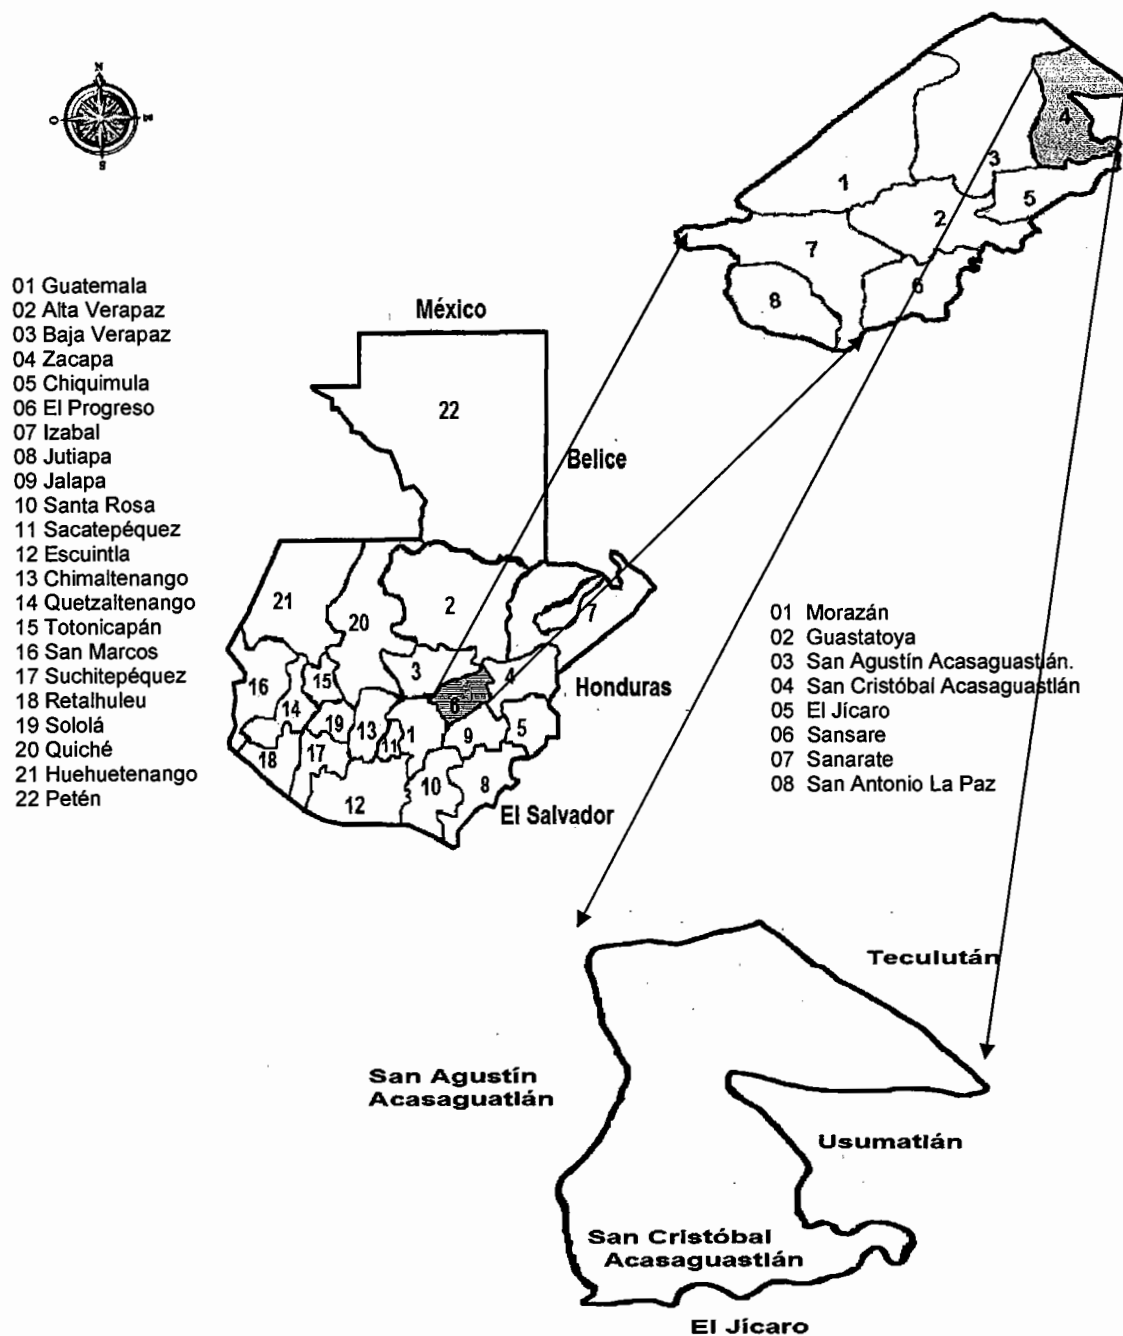 N
O
S
01 Guatemala
02 Alta Verapaz
03 Baja Verapaz
04 Zacapa
05 Chiquimula
06 El Progreso
07 Izabal
08 Jutiapa
09 Jalapa
10 Santa Rosa
11 Sacatepéquez
12 Escuintla
13 Chimaltenango
14 Quetzaltenango
15 Totonicapán
16 San Marcos
17 Suchitepéquez
18 Retalhuleu
19 Sololá
20 Quiché
21 Huehuetenango
22 Petén
México
22
Belice
21
20
2
7
3
4
16
15
14
19
13
11
1
6
9
5
18
17
12
10
8
Honduras
El Salvador
1
3
4
5
2
7
6
8
01 Morazán
02 Guastatoya
03 San Agustín Acasaguastlán.
04 San Cristóbal Acasaguastlán
05 El Jícaro
06 Sansare
07 Sanarate
08 San Antonio La Paz
Teculután
San Agustín
Acasaguatlán
Usumatlán
San Cristóbal
Acasaguastlán
El Jícaro